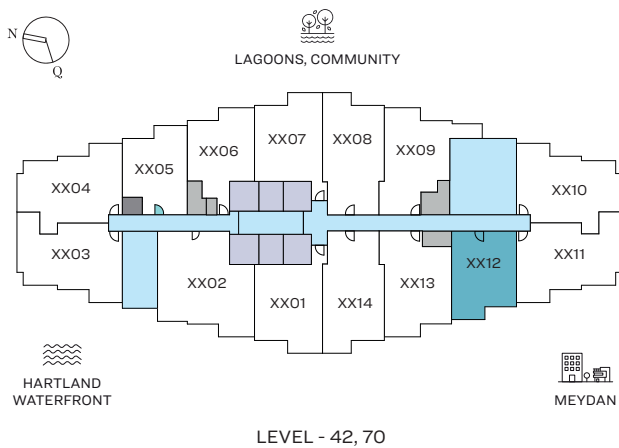 N
Q
LAGOONS, COMMUNITY
XX07
XX08
XX06
XX09
XX05
XX04
XX10
XX03
XX02
XX01
XX14
XX13
XX12
XX11
HARTLAND
WATERFRONT
MEYDAN
LEVEL - 42, 70